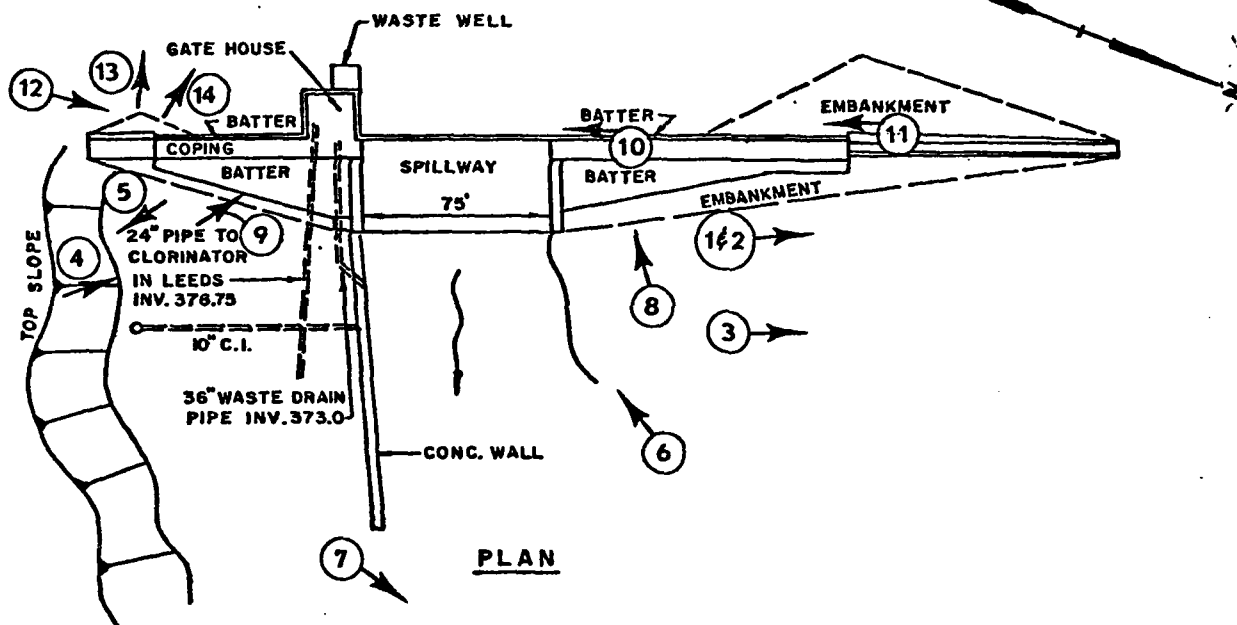 WASTE WELL
GATE HOUSE
13
12
14
BATTER
BATTER
EMBANKMENT
11
10
COPING
BATTER
SPILLWAY
BATTER
5
75'
EMBANKMENT
9
1&2
24" PIPE TO
CLORINATOR
IN LEEDS
INV. 376.75
4
TOP SLOPE
8
3
10" C.I.
36" WASTE DRAIN
PIPE INV. 373.0
6
CONC. WALL
7
PLAN